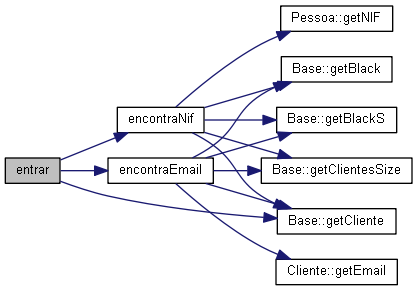 entrar
encontraNif
encontraEmail
Pessoa::getNIF
Base::getBlack
Base::getBlackS
Base::getClientesSize
Base::getCliente
Cliente::getEmail